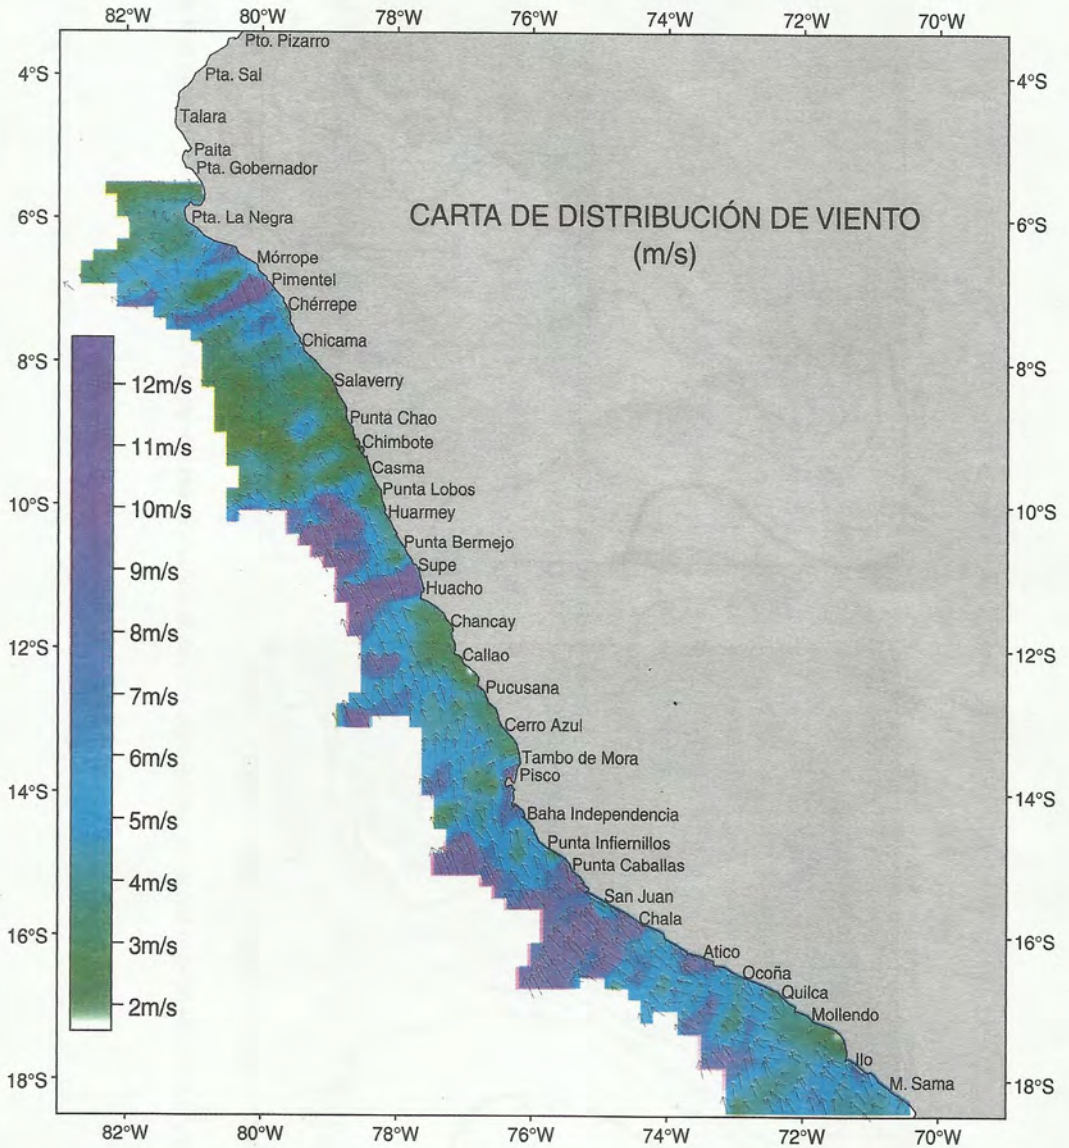 82°W 80°W 78°W 76°W 74°W 72°W 70°W
Pto. Pizarro
4°S
Pta. Sal
4°S
Talara
Paita
Pta. Gobernador
6°S
Pta. La Negra
CARTA DE DISTRIBUCIÓN DE VIENTO
6°S
(m/s)
Mórrope
Pimentel
Chérrepe
Chicama
8°S
8°S
Salaverry
12m/s
Punta Chao
11m/s
Chimbote
Casma
Punta Lobos
10°S
10m/s
Huarmey
10°S
Punta Bermejo
9m/s
Supe
Huacho
8m/s
Chancay
12°S
Callao
12°S
7m/s
Pucusana
Cerro Azul
6m/s
Tambo de Mora
Pisco
14°S
14°S
5m/s
Baha Independencia
Punta Infiernillos
Punta Caballas
4m/s
San Juan
Chala
16°S
3m/s
16°S
Atico
Ocoña
Quilca
2m/s
Mollendo
Ilo
18°S
M. Sama
18°S
82°W 80°W 78°W 76°W 74°W 72°W 70°W